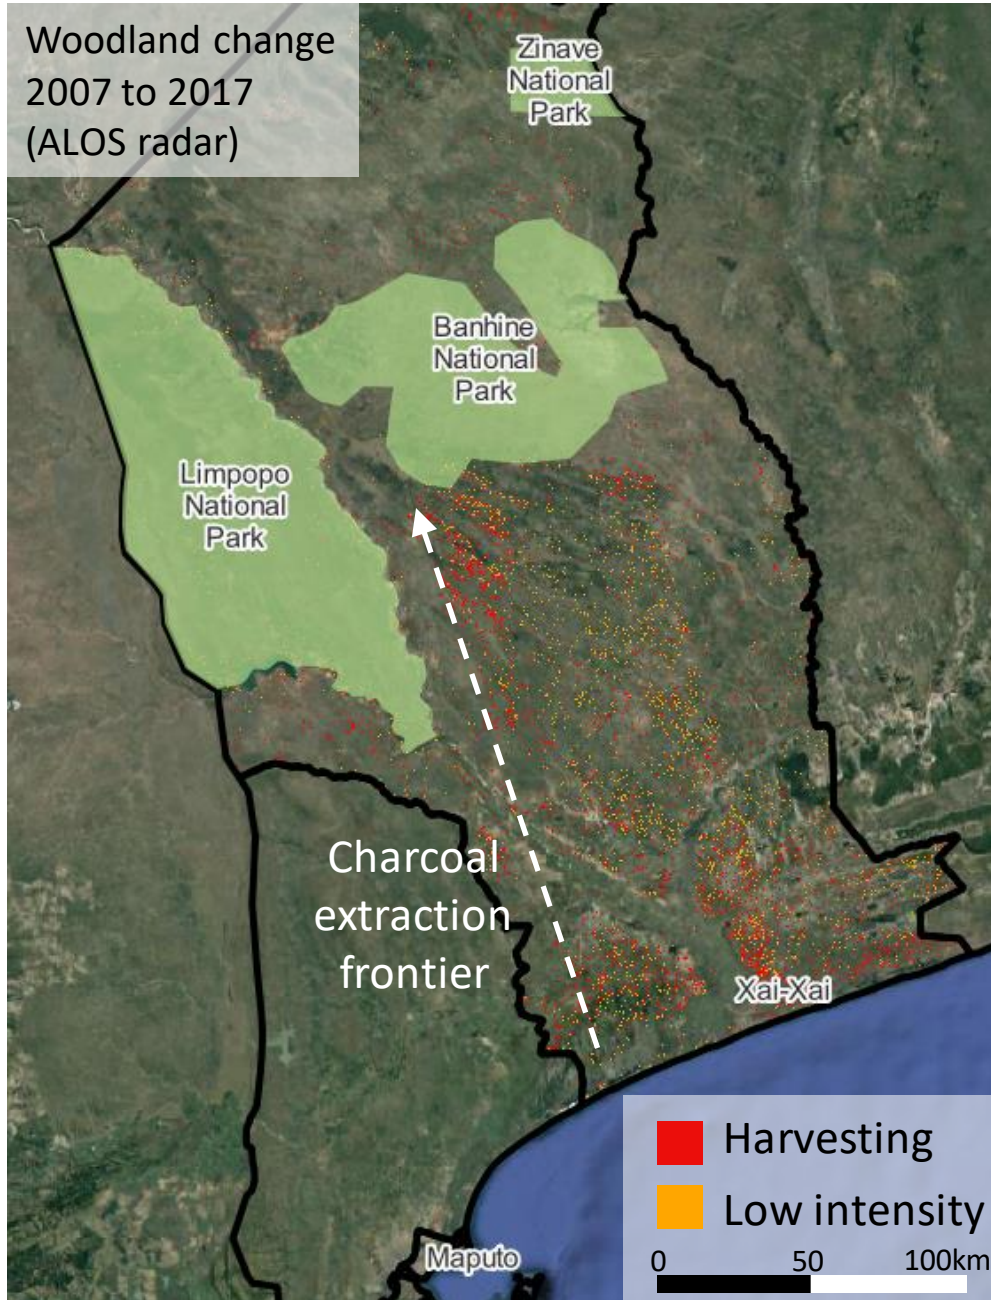 Woodland change
2007 to 2017
(ALOS radar)
Zinave
National
Park
Banhine
National
Park
Limpopo
National
Park
Charcoal
extraction
frontier
Xai-Xai
Maputo
Harvesting
Low intensity
0 50 100km